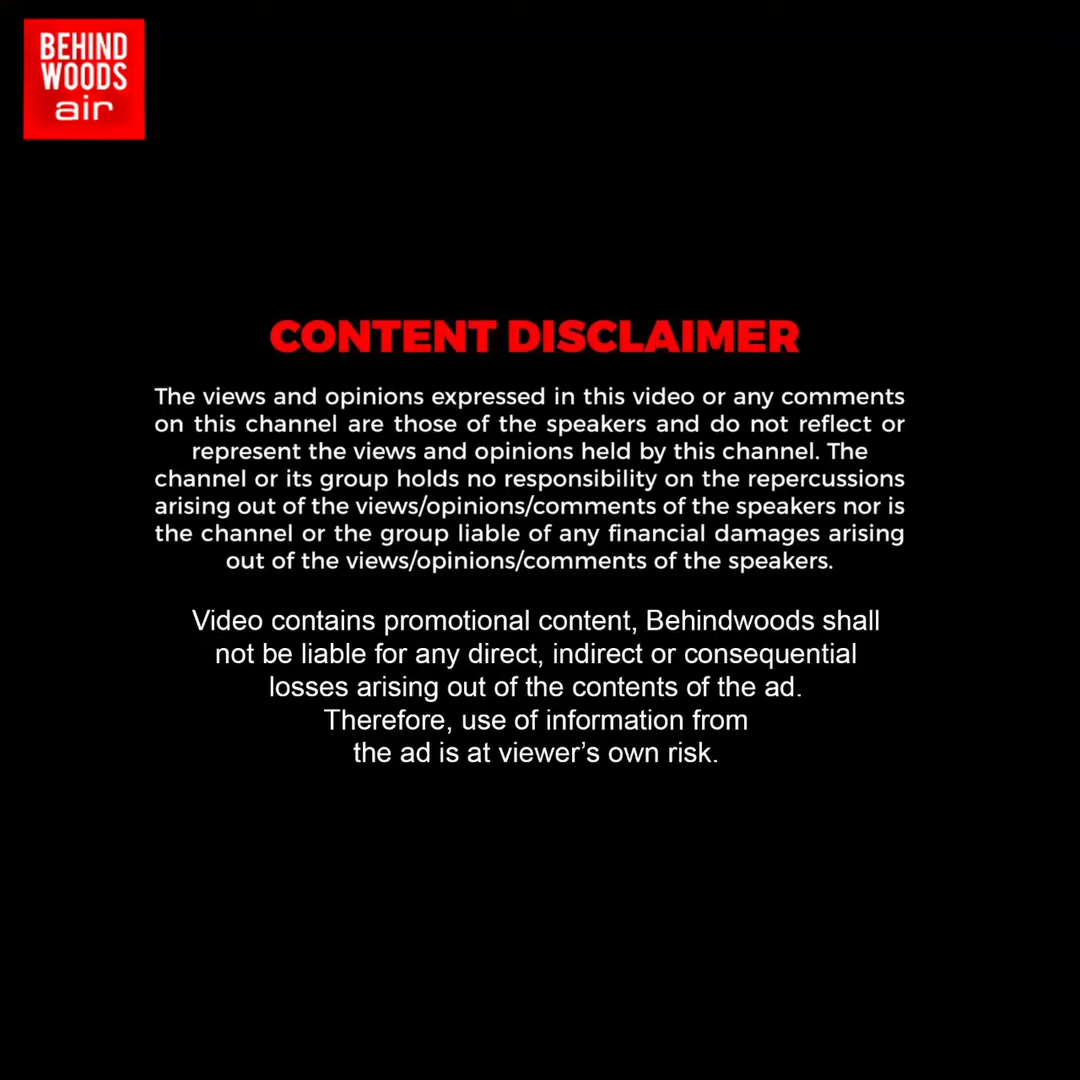 BEHIND
WOODS
air
CONTENT DISCLAIMER
The views and opinions expressed in this video or any comments
on this channel are those of the speakers and do not reflect or
represent the views and opinions held by this channel. The
channel or its group holds no responsibility on the repercussions
arising out of the views/opinions/comments of the speakers nor is
the channel or the group liable of any financial damages arising
out of the views/opinions/comments of the speakers.
Video contains promotional content, Behindwoods shall
not be liable for any direct, indirect or consequential
losses arising out of the contents of the ad.
Therefore, use of information from
the ad is at viewer’s own risk.